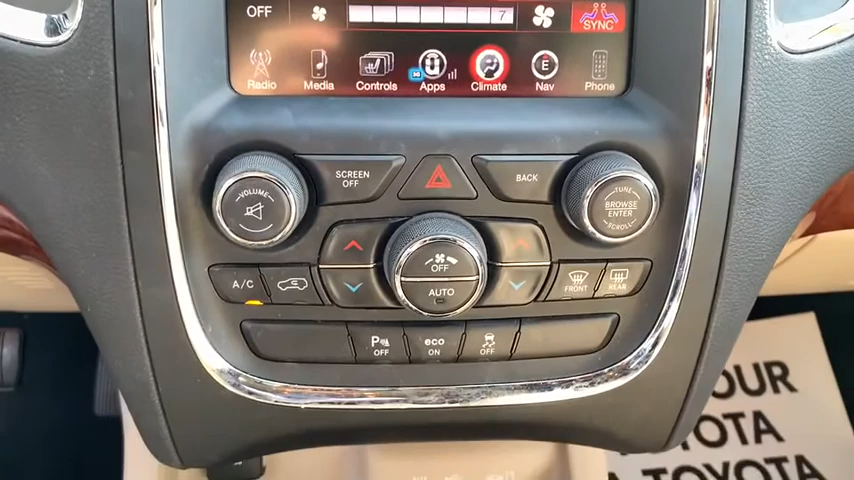 OFF 7 SYNC
Radio Media Controls Apps Climate E Nav Phone
VOLUME
SCREEN
OFF
BACK
TUNE
BROWSE
ENTER
SCROLL
OFF
AUTO
A/C
FRONT REAR
P OFF
eco
ON
OFF
OUR
TOYOTA
TOYOTA